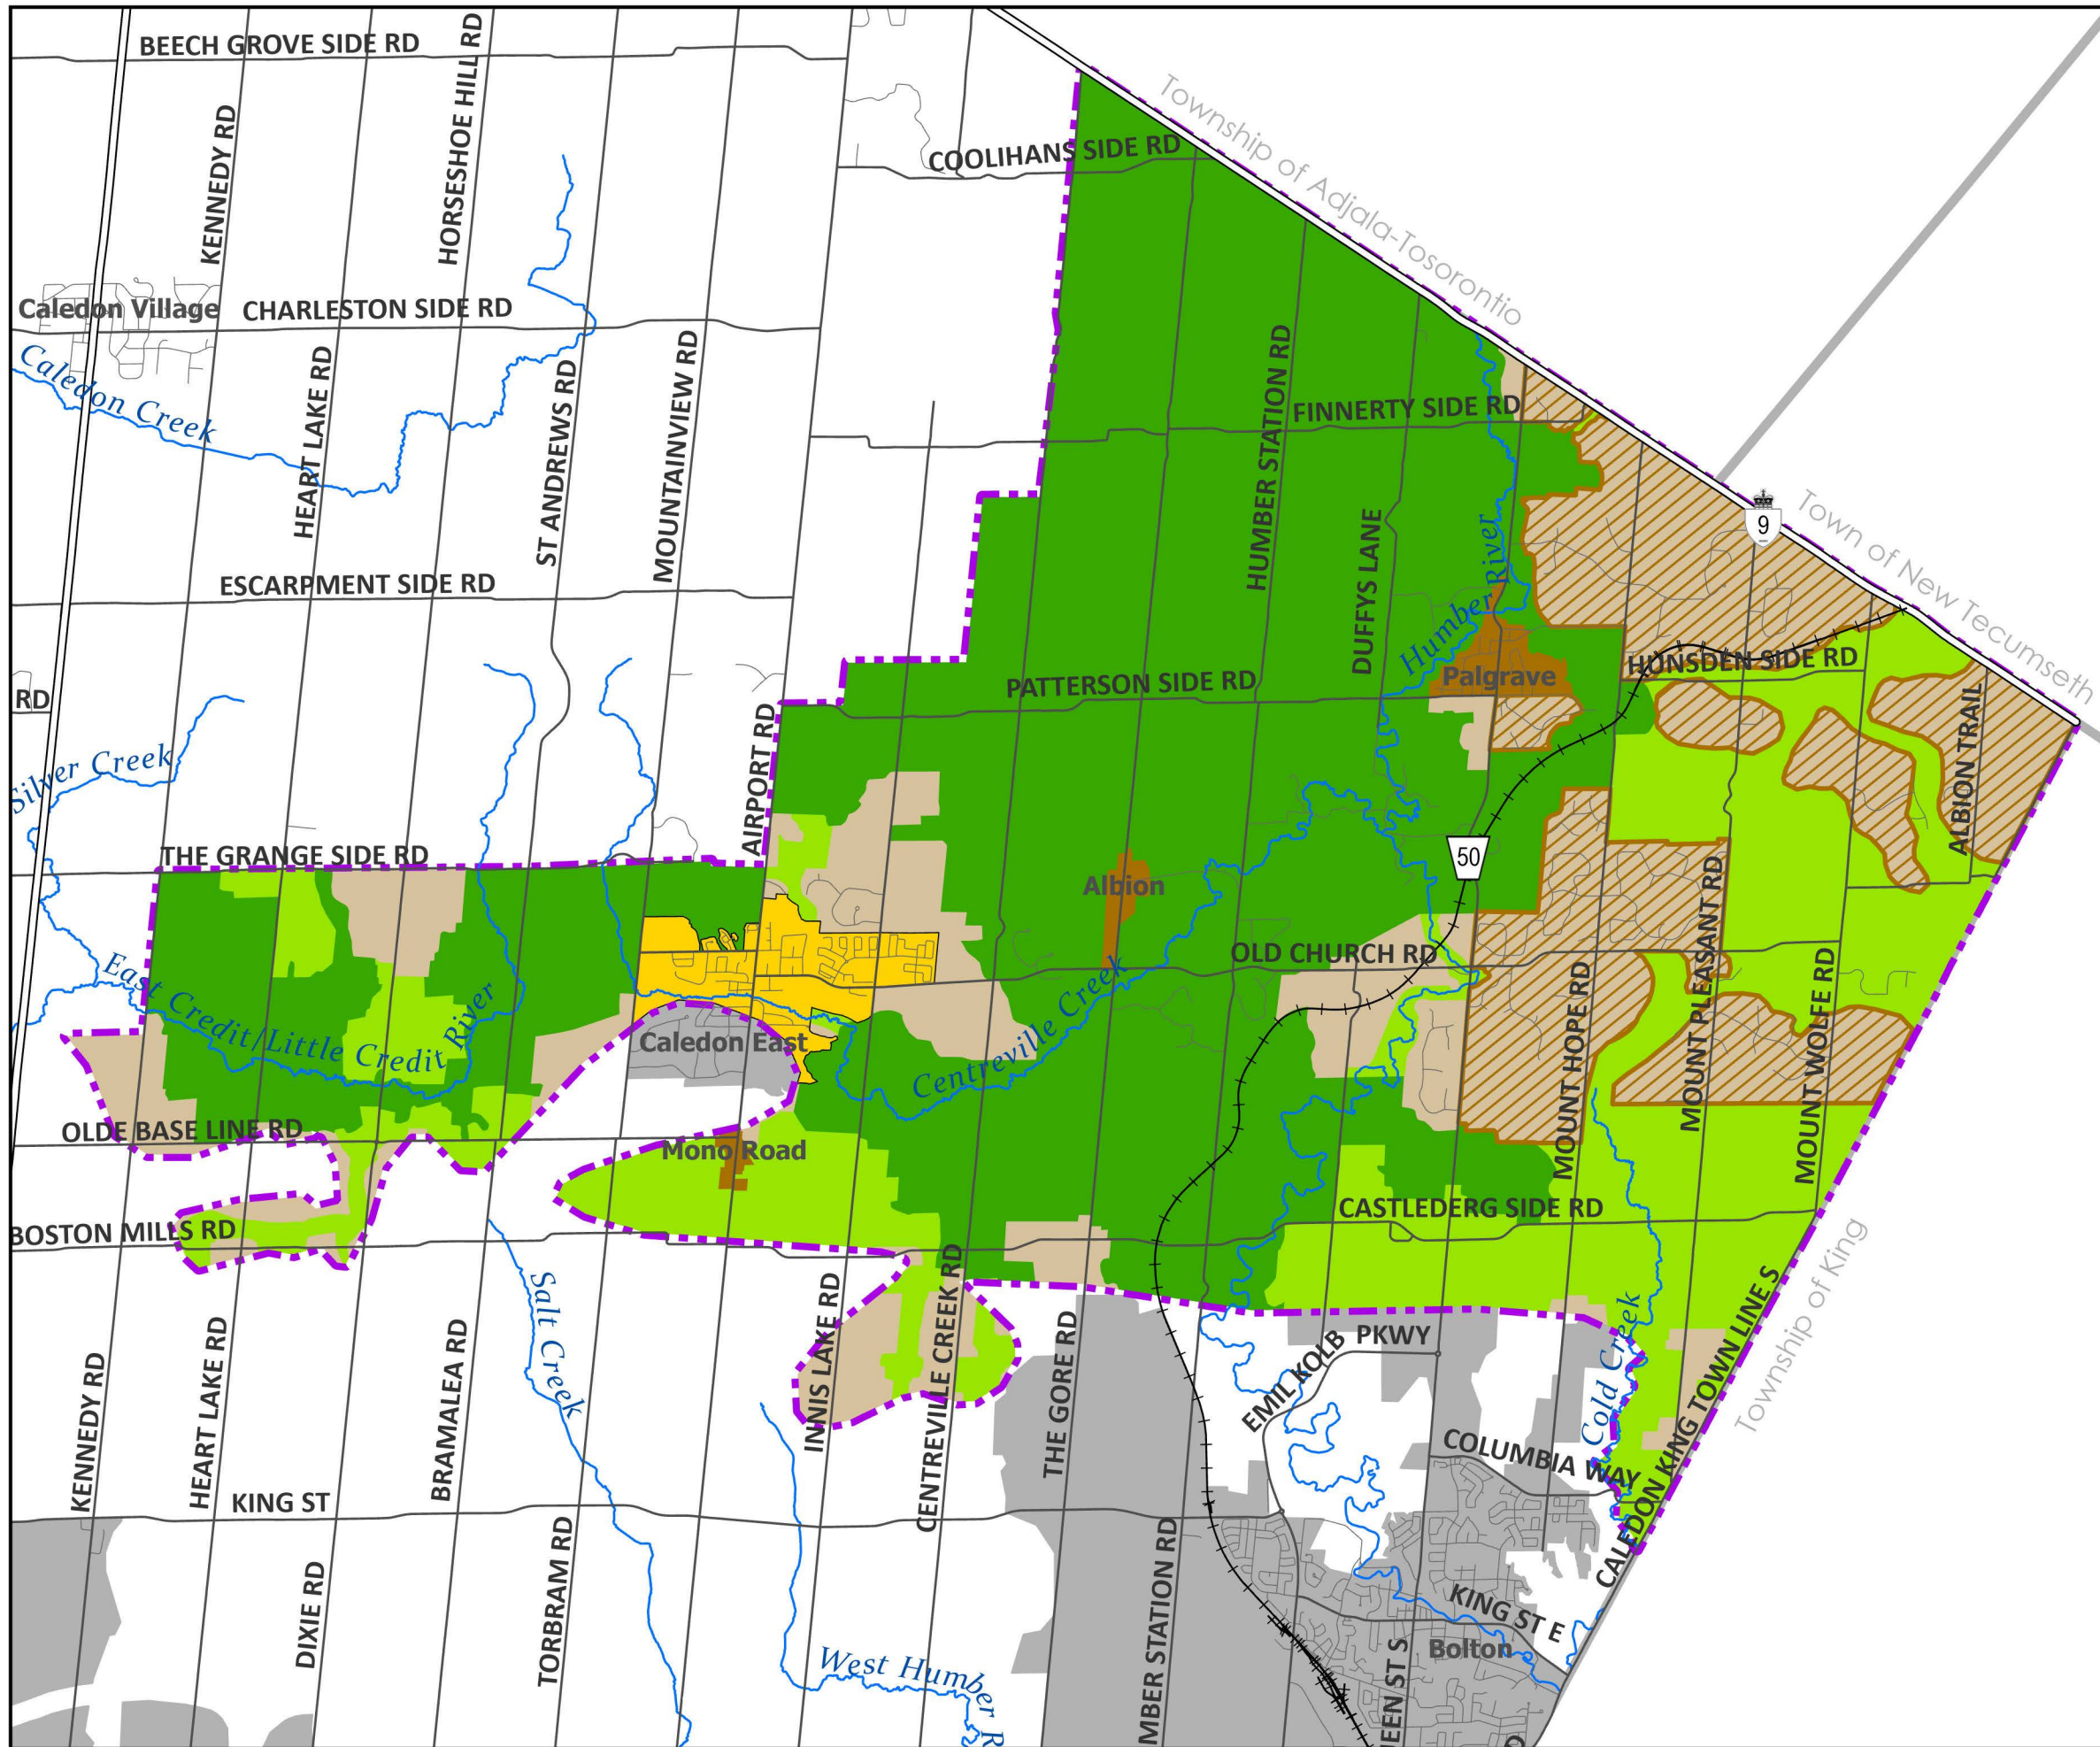 BEECH GROVE SIDE RD
KENNEDY RD
HORSESHOE HILL RD
COOLIHANS SIDE RD
Township of Adjala-Tosorontio
Caledon Village
CHARLESTON SIDE RD
Caledon Creek
HEART LAKE RD
ST ANDREWS RD
MOUNTAINVIEW RD
HUMBER STATION RD
FINNERTY SIDE RD
DUFFYS LANE
9
Town of New Tecumseth
ESCARPMENT SIDE RD
Humber River
HUNSDEN SIDE RD
Palgrave
PATTERSON SIDE RD
RD
AIRPORT RD
ALBION TRAIL
Silver Creek
THE GRANGE SIDE RD
50
Albion
MOUNT PLEASANT RD
OLD CHURCH RD
MOUNT HOPE RD
MOUNT WOLFE RD
East Credit/Little Credit River
Caledon East
Centreville Creek
OLDE BASE LINE RD
Mono Road
CASTLEDERG SIDE RD
BOSTON MILLS RD
Salt Creek
INNIS LAKE RD
CENTREVILLE CREEK RD
THE GORE RD
EMIL KOLB PKWY
Cold Creek
CALEDON KING TOWN LINE S
Township of King
KENNEDY RD
HEART LAKE RD
BRAMALEA RD
COLUMBIA WAY
KING ST
DIXIE RD
TORBRAM RD
MBER STATION RD
KING ST E
Bolton
EEN ST S
West Humber R